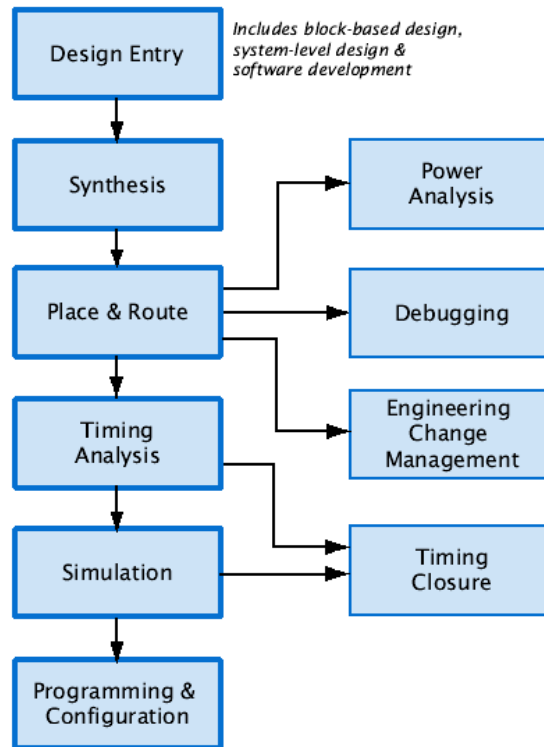 Design Entry
Includes block-based design,
system-level design &
software development
Synthesis
Power
Analysis
Place & Route
Debugging
Timing
Analysis
Engineering
Change
Management
Simulation
Timing
Closure
Programming &
Configuration